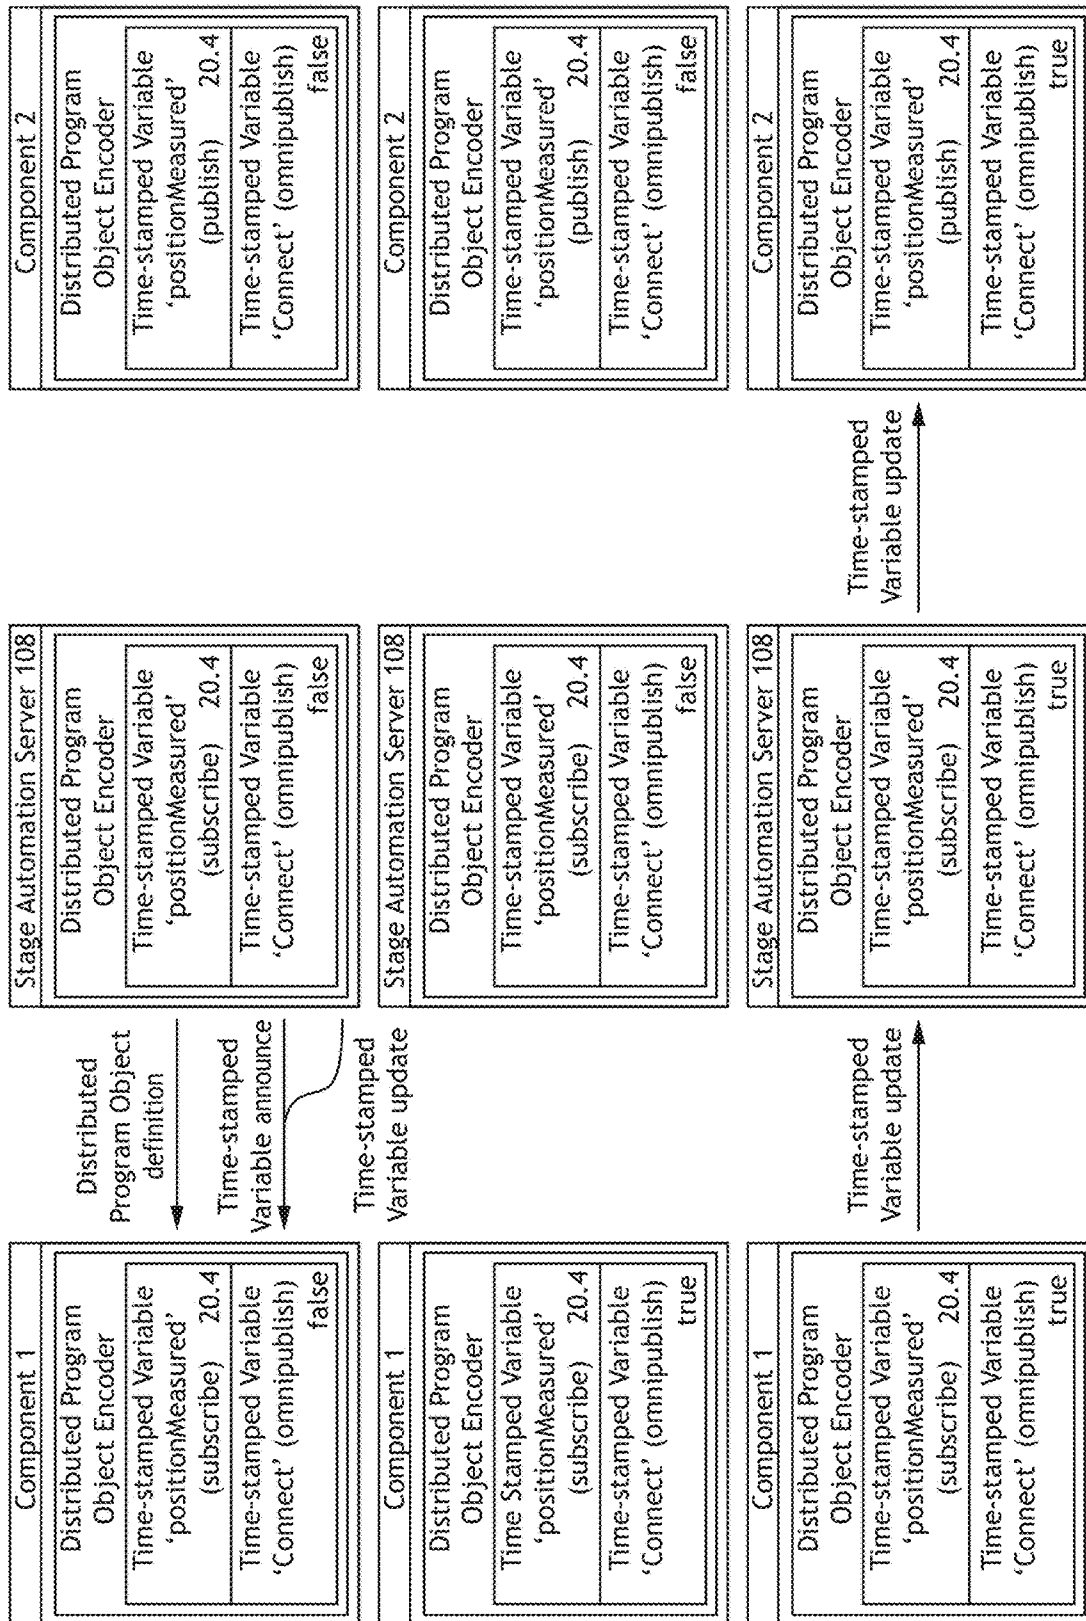 Component 1
Distributed Program
Object Encoder
Time-stamped Variable
‘positionMeasured’
(subscribe) 20.4
Time-stamped Variable
‘Connect’ (omnipublish)
false
Distributed
Program Object
definition
Time-stamped
Variable announce
Time-stamped
Variable update
Stage Automation Server 108
Distributed Program
Object Encoder
Time-stamped Variable
‘positionMeasured’
(subscribe) 20.4
Time-stamped Variable
‘Connect’ (omnipublish)
false
Component 2
Distributed Program
Object Encoder
Time-stamped Variable
‘positionMeasured’
(publish) 20.4
Time-stamped Variable
‘Connect’ (omnipublish)
false
Component 1
Distributed Program
Object Encoder
Time Stamped Variable
‘positionMeasured’
(subscribe) 20.4
Time-stamped Variable
‘Connect’ (omnipublish)
true
Stage Automation Server 108
Distributed Program
Object Encoder
Time-stamped Variable
‘positionMeasured’
(subscribe) 20.4
Time-stamped Variable
‘Connect’ (omnipublish)
false
Component 2
Distributed Program
Object Encoder
Time-stamped Variable
‘positionMeasured’
(publish) 20.4
Time-stamped Variable
‘Connect’ (omnipublish)
false
Component 1
Distributed Program
Object Encoder
Time-stamped Variable
‘positionMeasured’
(subscribe) 20.4
Time-stamped Variable
‘Connect’ (omnipublish)
true
Time-stamped
Variable update
Stage Automation Server 108
Distributed Program
Object Encoder
Time-stamped Variable
‘positionMeasured’
(subscribe) 20.4
Time-stamped Variable
‘Connect’ (omnipublish)
true
Time-stamped
Variable update
Component 2
Distributed Program
Object Encoder
Time-stamped Variable
‘positionMeasured’
(publish) 20.4
Time-stamped Variable
‘Connect’ (omnipublish)
true